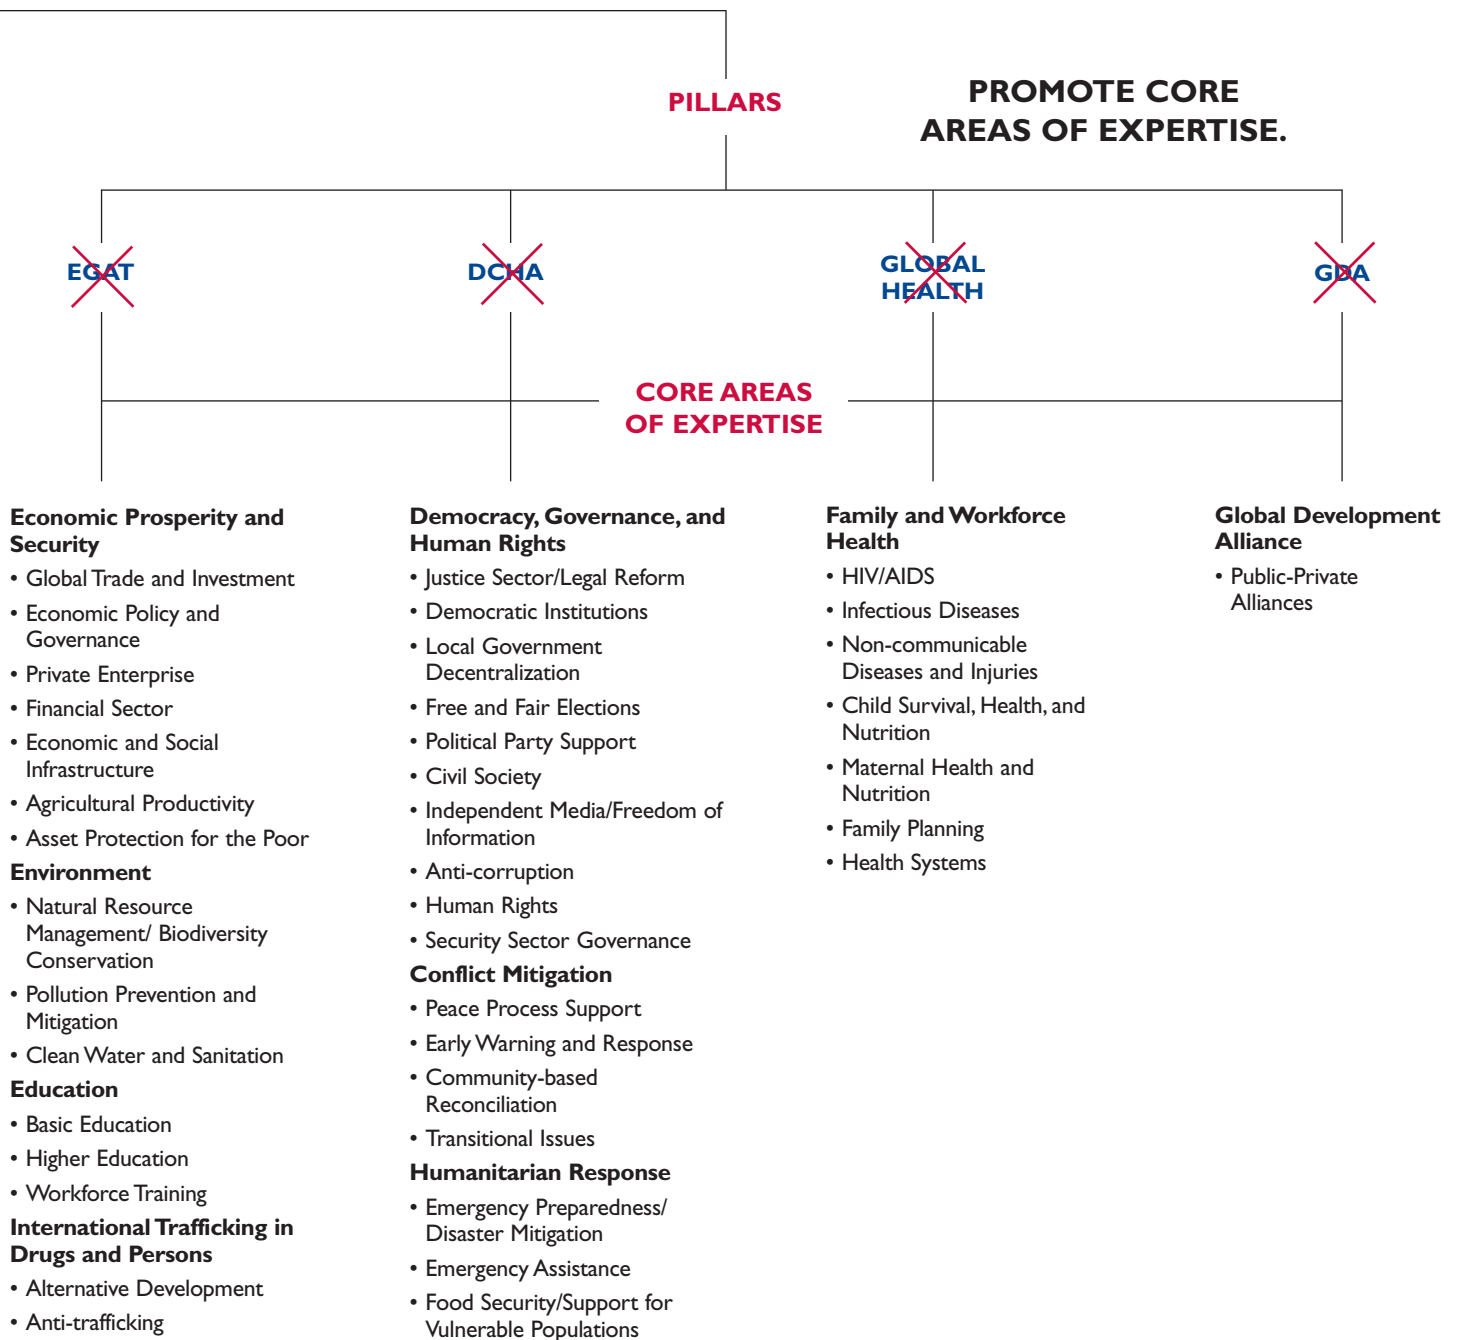 PILLARS
PROMOTE CORE
AREAS OF EXPERTISE.
EGAT
DCHA
GLOBAL
HEALTH
GDA
CORE AREAS
OF EXPERTISE
Economic Prosperity and
Security
• Global Trade and Investment
• Economic Policy and
Governance
• Private Enterprise
• Financial Sector
• Economic and Social
Infrastructure
• Agricultural Productivity
• Asset Protection for the Poor
Environment
• Natural Resource
Management/ Biodiversity
Conservation
• Pollution Prevention and
Mitigation
• Clean Water and Sanitation
Education
• Basic Education
• Higher Education
• Workforce Training
International Trafficking in
Drugs and Persons
• Alternative Development
• Anti-trafficking
Democracy, Governance, and
Human Rights
• Justice Sector/Legal Reform
• Democratic Institutions
• Local Government
Decentralization
• Free and Fair Elections
• Political Party Support
• Civil Society
• Independent Media/Freedom of
Information
• Anti-corruption
• Human Rights
• Security Sector Governance
Conflict Mitigation
• Peace Process Support
• Early Warning and Response
• Community-based
Reconciliation
• Transitional Issues
Humanitarian Response
• Emergency Preparedness/
Disaster Mitigation
• Emergency Assistance
• Food Security/Support for
Vulnerable Populations
Family and Workforce
Health
• HIV/AIDS
• Infectious Diseases
• Non-communicable
Diseases and Injuries
• Child Survival, Health, and
Nutrition
• Maternal Health and
Nutrition
• Family Planning
• Health Systems
Global Development
Alliance
• Public-Private
Alliances